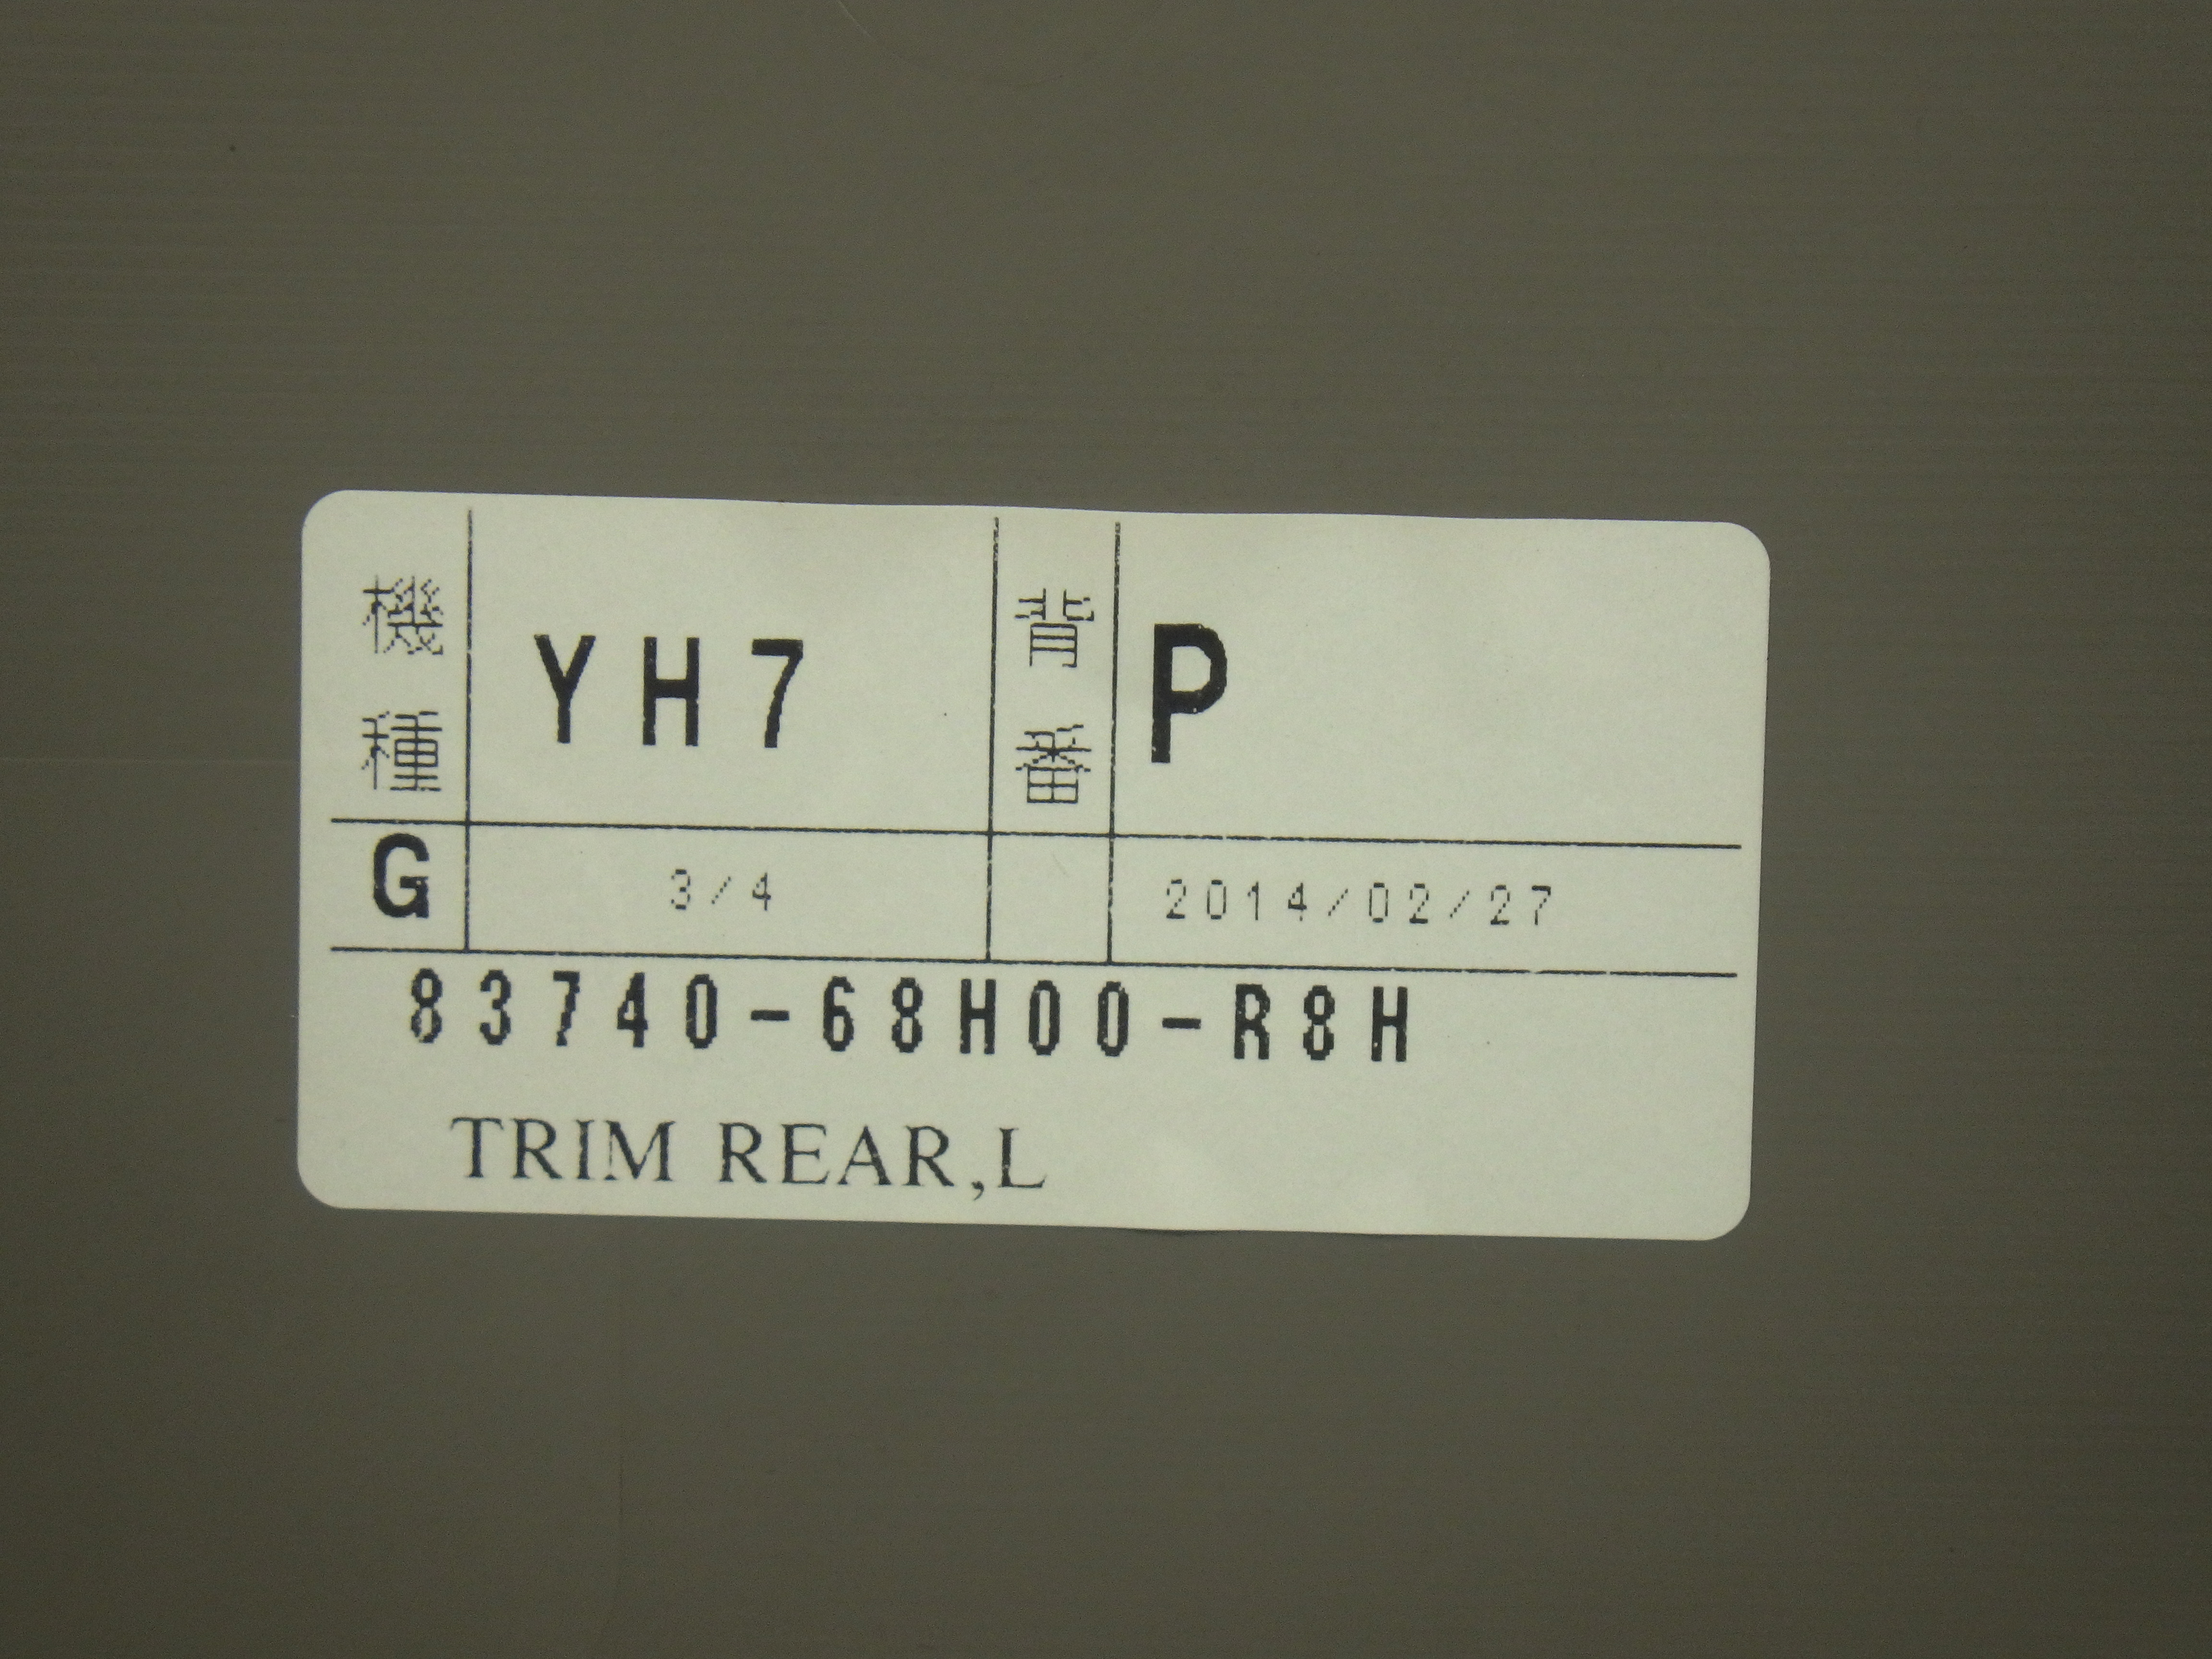 機種 YH7 背番 P
G 3/4 2014/02/27
83740-68H00-R8H
TRIM REAR,L